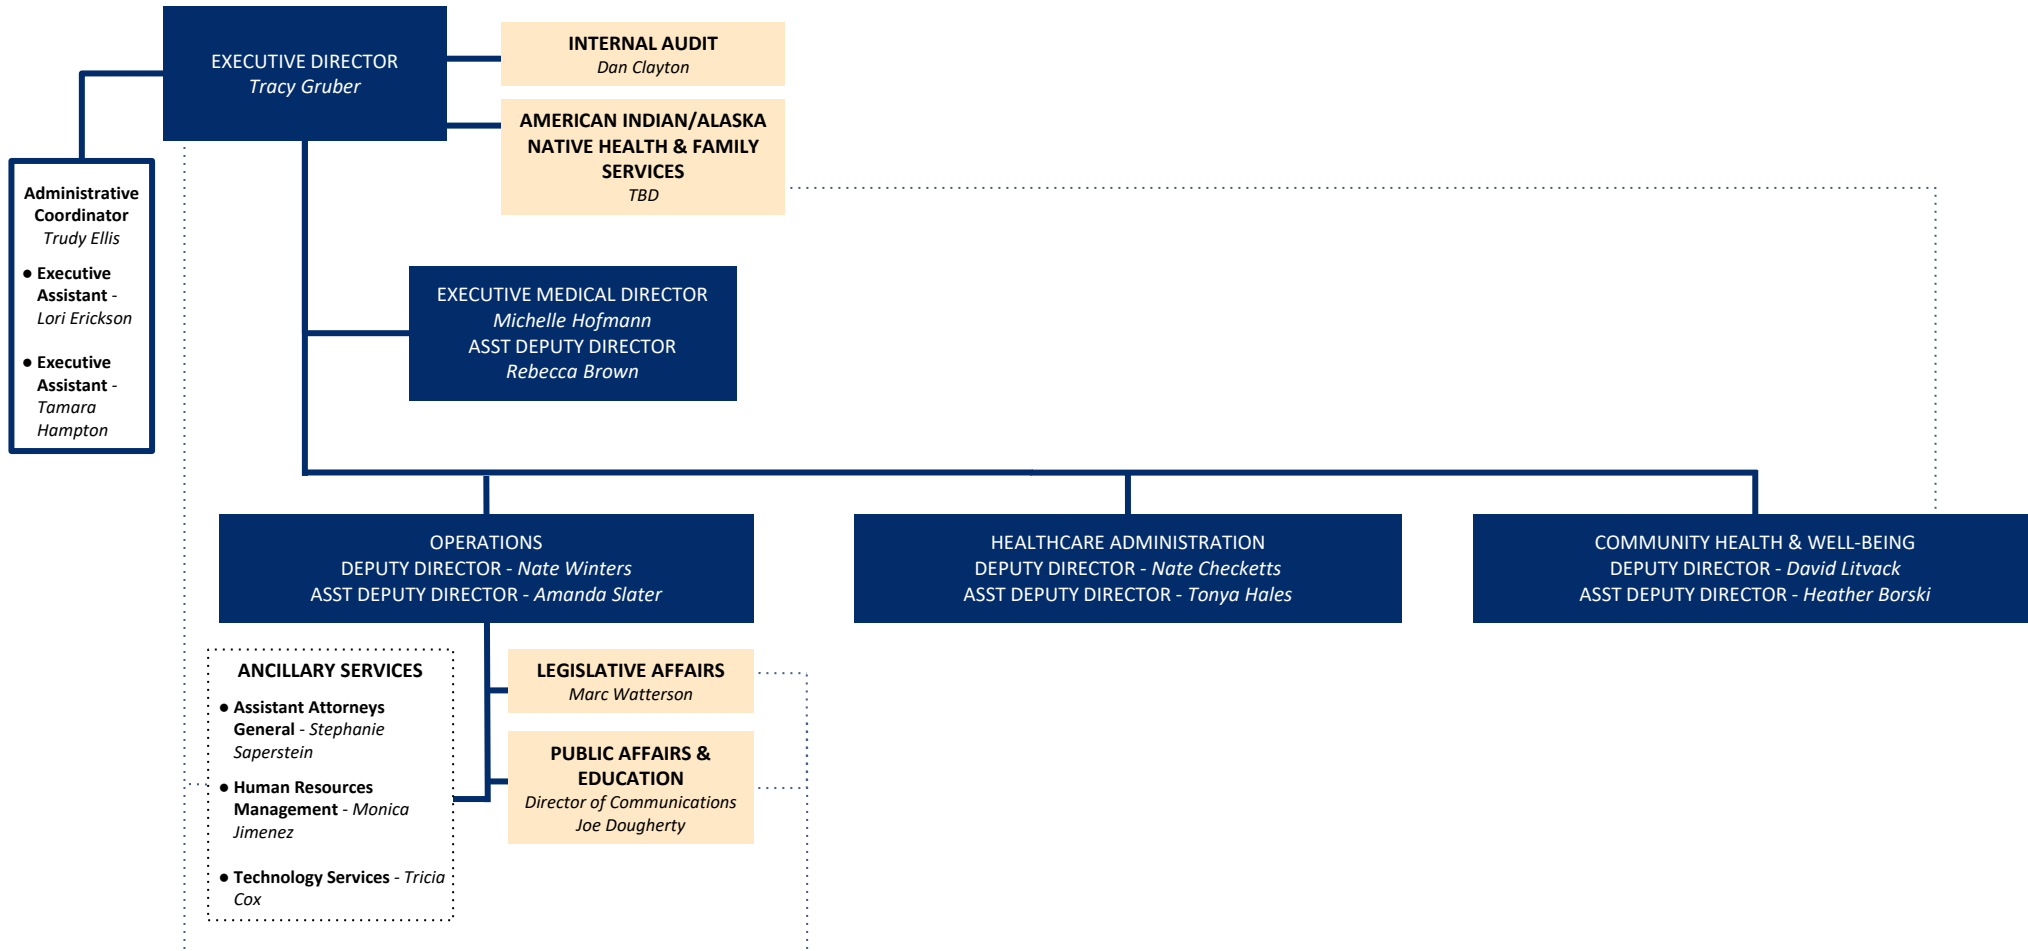 EXECUTIVE DIRECTOR
Tracy Gruber
INTERNAL AUDIT
Dan Clayton
AMERICAN INDIAN/ALASKA
NATIVE HEALTH & FAMILY
SERVICES
TBD
Administrative
Coordinator
Trudy Ellis
● Executive
Assistant -
Lori Erickson
● Executive
Assistant -
Tamara
Hampton
EXECUTIVE MEDICAL DIRECTOR
Michelle Hofmann
ASST DEPUTY DIRECTOR
Rebecca Brown
OPERATIONS
DEPUTY DIRECTOR - Nate Winters
ASST DEPUTY DIRECTOR - Amanda Slater
HEALTHCARE ADMINISTRATION
DEPUTY DIRECTOR - Nate Checketts
ASST DEPUTY DIRECTOR - Tonya Hales
COMMUNITY HEALTH & WELL-BEING
DEPUTY DIRECTOR - David Litvack
ASST DEPUTY DIRECTOR - Heather Borski
ANCILLARY SERVICES
● Assistant Attorneys
General - Stephanie
Saperstein
● Human Resources
Management - Monica
Jimenez
● Technology Services - Tricia
Cox
LEGISLATIVE AFFAIRS
Marc Watterson
PUBLIC AFFAIRS &
EDUCATION
Director of Communications
Joe Dougherty